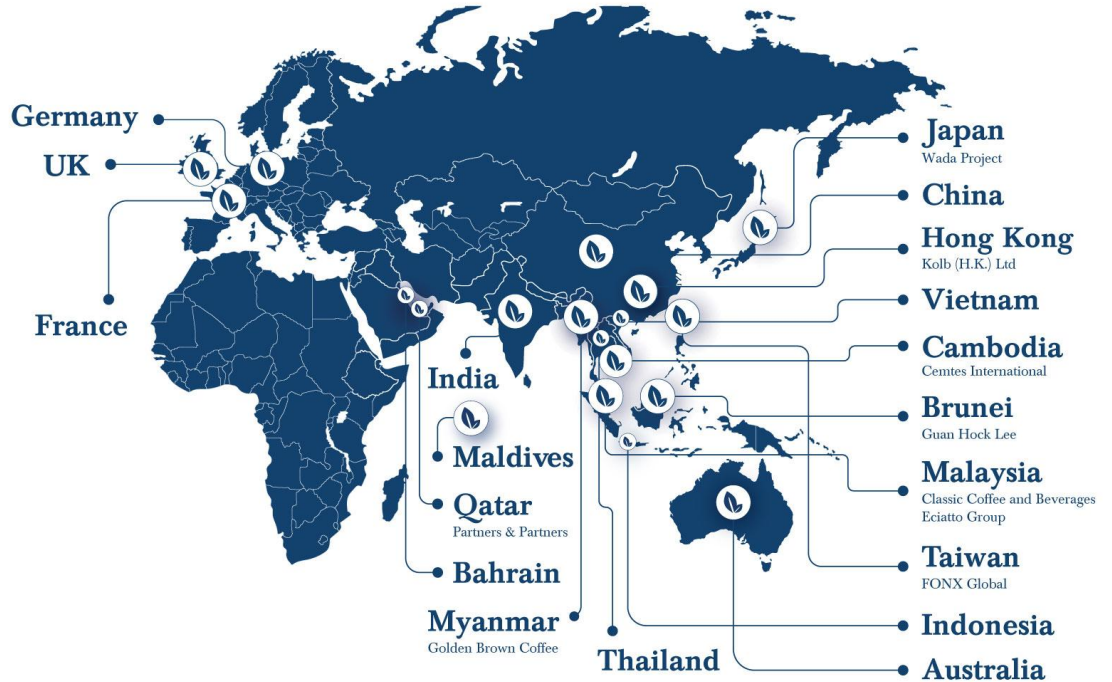 Germany
UK
France
India
Maldives
Qatar
Partners & Partners
Bahrain
Myanmar
Golden Brown Coffee
Thailand
Japan
Wada Project
China
Hong Kong
Kolb (H.K.) Ltd
Vietnam
Cambodia
Cemtes International
Brunei
Guan Hock Lee
Malaysia
Classic Coffee and Beverages
Eciatto Group
Taiwan
FONX Global
Indonesia
Australia